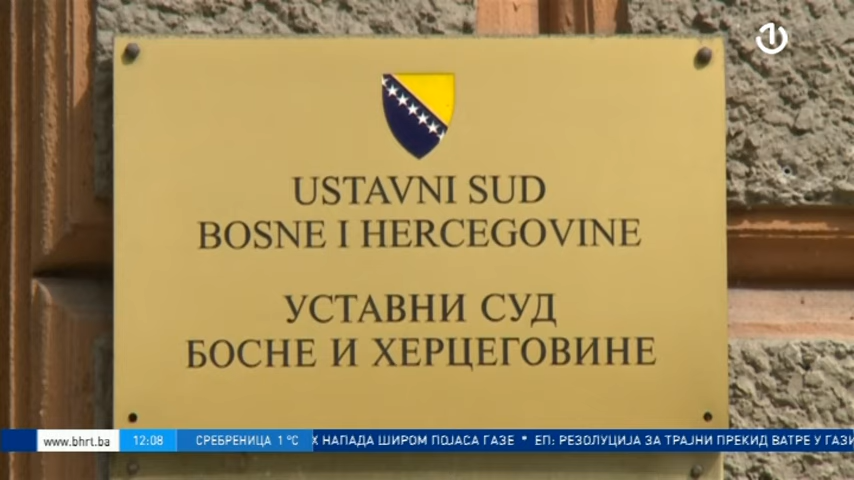 USTAVNI SUD
BOSNE I HERCEGOVINE
УСТАВНИ СУД
БОСНЕ И ХЕРЦЕГОВИНЕ
www.bhrt.ba 12:08 СРЕБРЕНИЦА 1 °C Х НАПАДА ШИРОМ ПОЈАСА ГАЗЕ * ЕП: РЕЗОЛУЦИЈА ЗА ТРАЈНИ ПРЕКИД ВАТРЕ У ГАЗИ